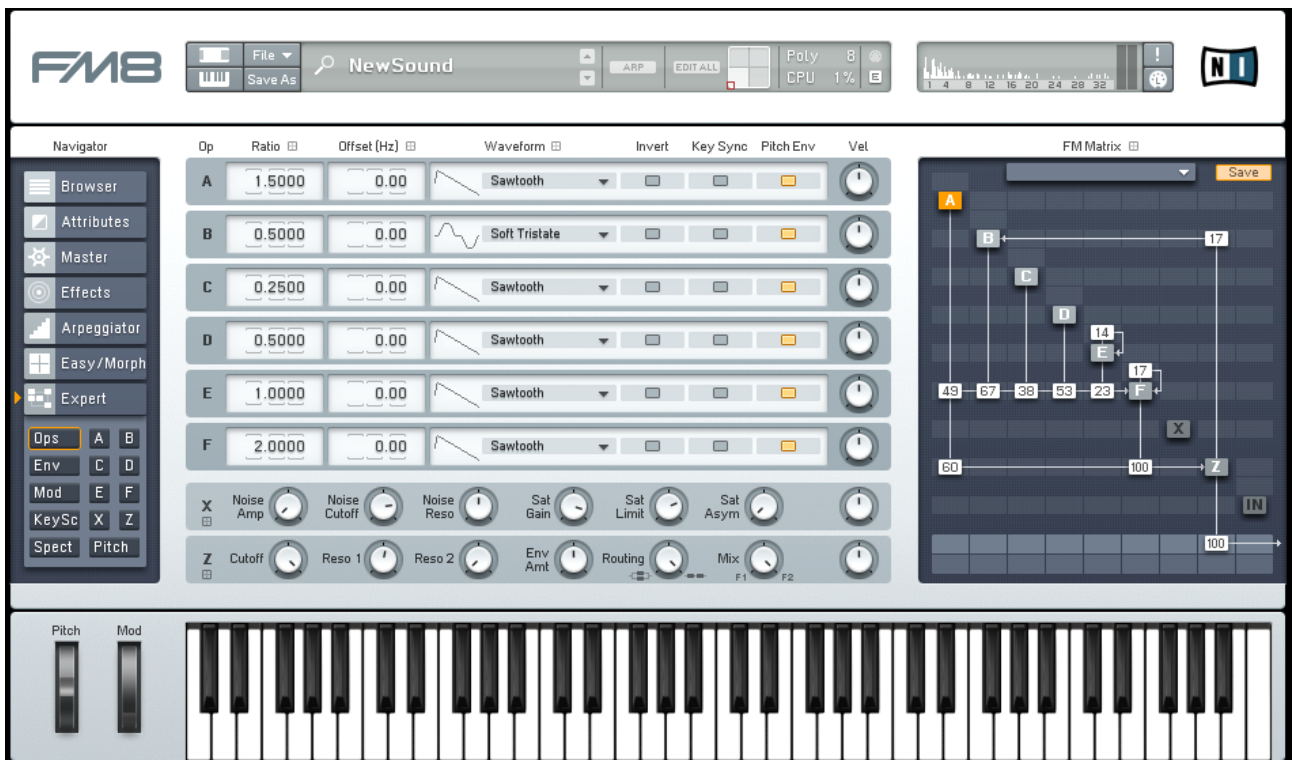 FM8
File
Save As
NewSound
ARP
EDIT ALL
Poly 8
CPU 1% E
1 4 8 12 16 20 24 28 32
!
NI
Navigator
Browser
Attributes
Master
Effects
Arpeggiator
Easy/Morph
Expert
Ops A B
Env C D
Mod E F
KeySc X Z
Spect Pitch
Op Ratio Offset (Hz) Waveform Invert Key Sync Pitch Env Vel
A 1.5000 0.00 Sawtooth
B 0.5000 0.00 Soft Tristate
C 0.2500 0.00 Sawtooth
D 0.5000 0.00 Sawtooth
E 1.0000 0.00 Sawtooth
F 2.0000 0.00 Sawtooth
X Noise Amp Noise Cutoff Noise Reso Sat Gain Sat Limit Sat Asym
Z Cutoff Reso 1 Reso 2 Env Amt Routing Mix F1 F2
FM Matrix
Save
A
B 17
C
D
14
E
17
49 67 38 53 23 F
X
60 100 Z
IN
100
Pitch Mod